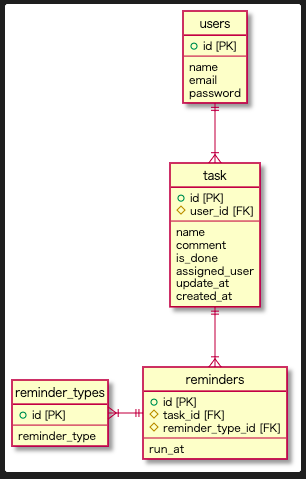 users
id [PK]
name
email
password
task
id [PK]
user_id [FK]
name
comment
is_done
assigned_user
update_at
created_at
reminders
id [PK]
task_id [FK]
reminder_type_id [FK]
run_at
reminder_types
id [PK]
reminder_type